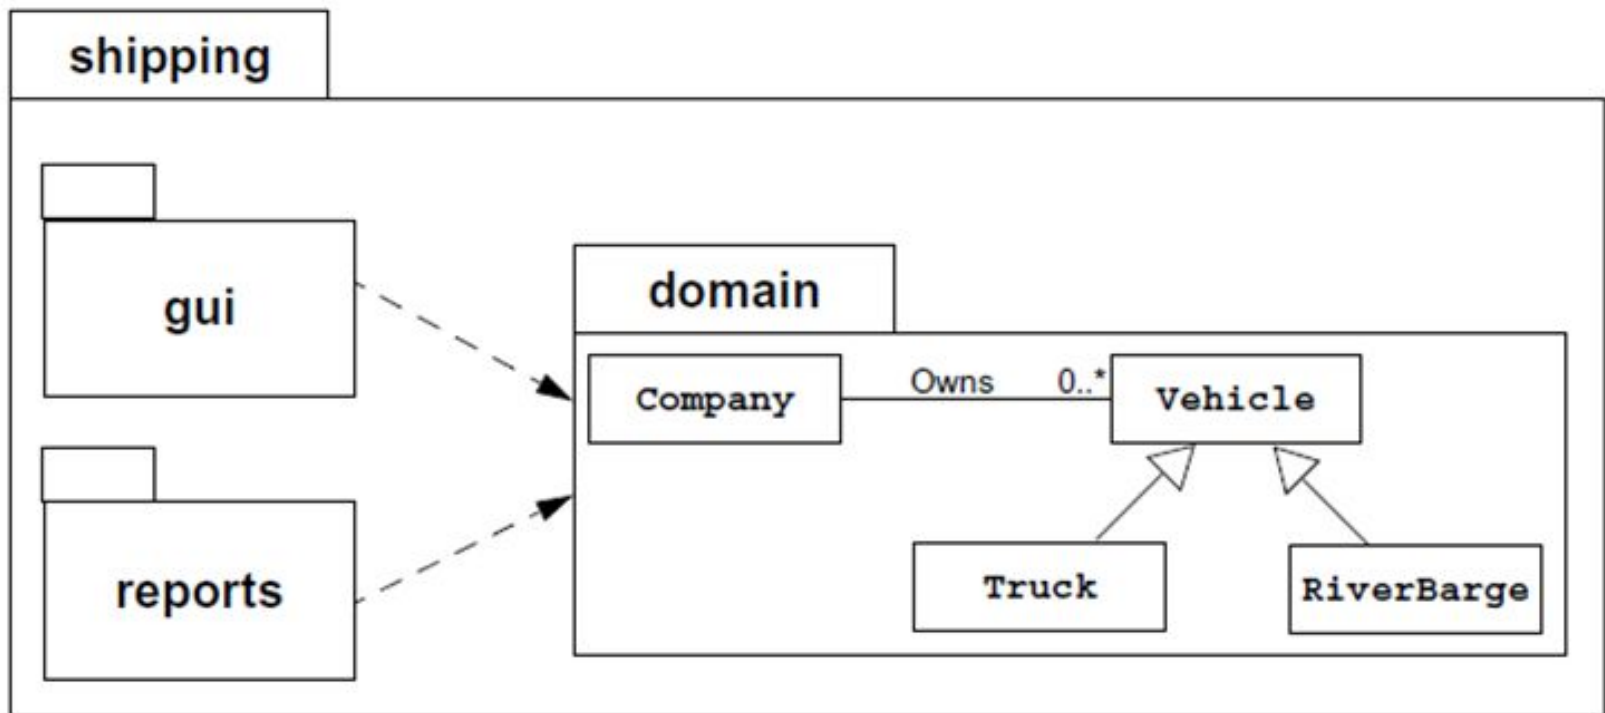 shipping
gui
domain
Company
Owns
0..*
Vehicle
reports
Truck
RiverBarge